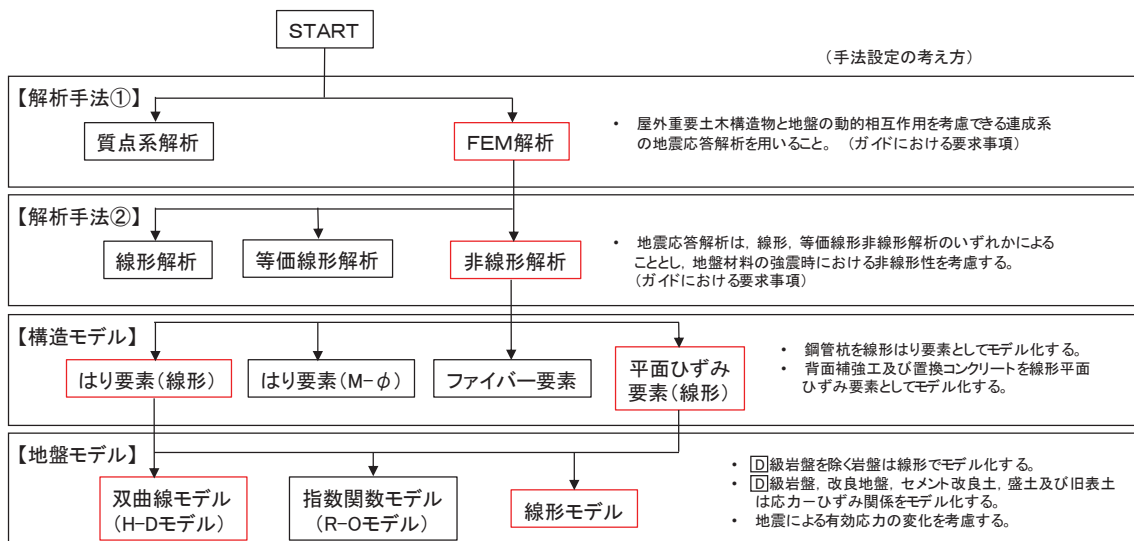 START
(手法設定の考え方)
【解析手法①】
質点系解析
FEM解析
・ 屋外重要土木構造物と地盤の動的相互作用を考慮できる連成系
の地震応答解析を用いること。 (ガイドにおける要求事項)
【解析手法②】
線形解析
等価線形解析
非線形解析
・ 地震応答解析は, 線形, 等価線形非線形解析のいずれかによる
こととし, 地盤材料の強震時における非線形性を考慮する。
(ガイドにおける要求事項)
【構造モデル】
はり要素(線形)
はり要素(M-φ)
ファイバー要素
平面ひずみ
要素(線形)
・ 鋼管杭を線形はり要素としてモデル化する。
・ 背面補強工及び置換コンクリートを線形平面
ひずみ要素としてモデル化する。
【地盤モデル】
双曲線モデル
(H-Dモデル)
指数関数モデル
(R-Oモデル)
線形モデル
・ D級岩盤を除く岩盤は線形でモデル化する。
・ D級岩盤, 改良地盤, セメント改良土, 盛土及び旧表土
は応力ーひずみ関係をモデル化する。
・ 地震による有効応力の変化を考慮する。